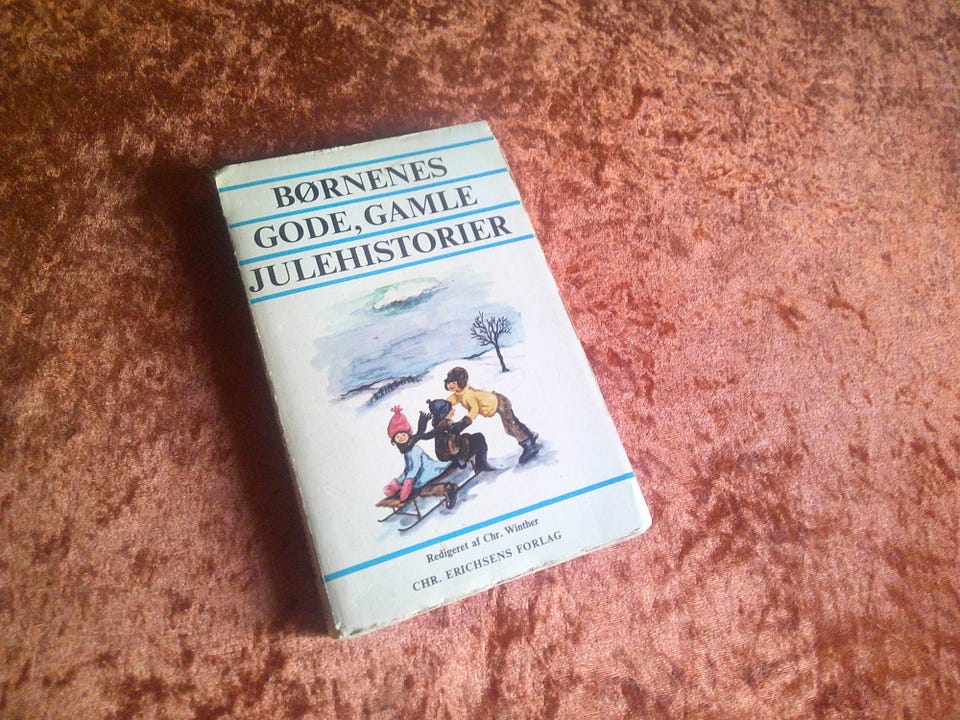 BØRNENES
GODE, GAMLE
JULEHISTORIER
Redigeret af Chr. Winther
CHR. ERICHSENS FORLAG